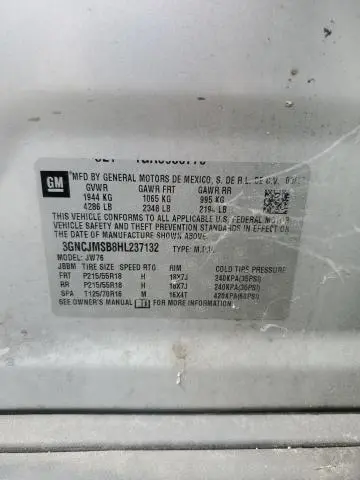 GM
MFD BY GENERAL MOTORS DE MEXICO, S. DE R.L. DE C.V.
GVWR GAWR FRT GAWR RR
1944 KG 1065 KG 995 KG
4286 LB 2348 LB 2194 LB
THIS VEHICLE CONFORMS TO ALL APPLICABLE U.S. FEDERAL
MOTOR VEHICLE SAFETY, BUMPER, AND THEFT
PREVENTION STANDARDS IN EFFECT ON
THE DATE OF MANUFACTURE SHOWN ABOVE.
3GNCJMSB8HL237132 TYPE:
MODEL: JW76
JBBM TIRE SIZE SPEED RTG RIM COLD TIRE PRESSURE
FRT P215/55R18 H 18X7J 240KPA(35PSI)
RR P215/55R18 H 18X7J 240KPA(35PSI)
SPA T125/70R16 M 16X4T 420KPA(60PSI)
SEE OWNER'S MANUAL FOR MORE INFORMATION.